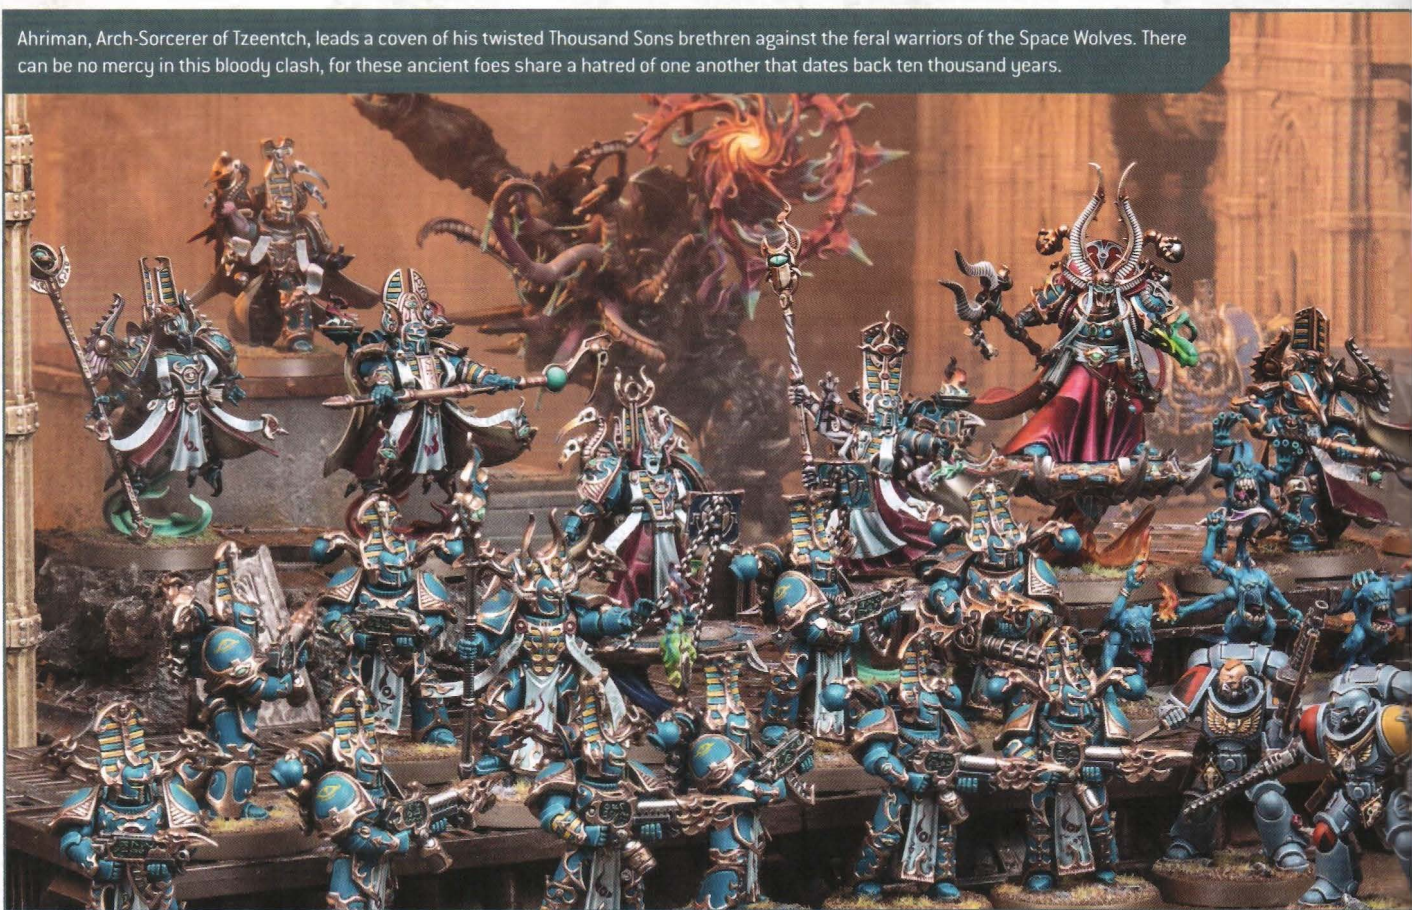 Ahriman, Arch-Sorcerer of Tzeentch, leads a coven of his twisted Thousand Sons brethren against the feral warriors of the Space Wolves. There
can be no mercy in this bloody clash, for these ancient foes share a hatred of one another that dates back ten thousand years.